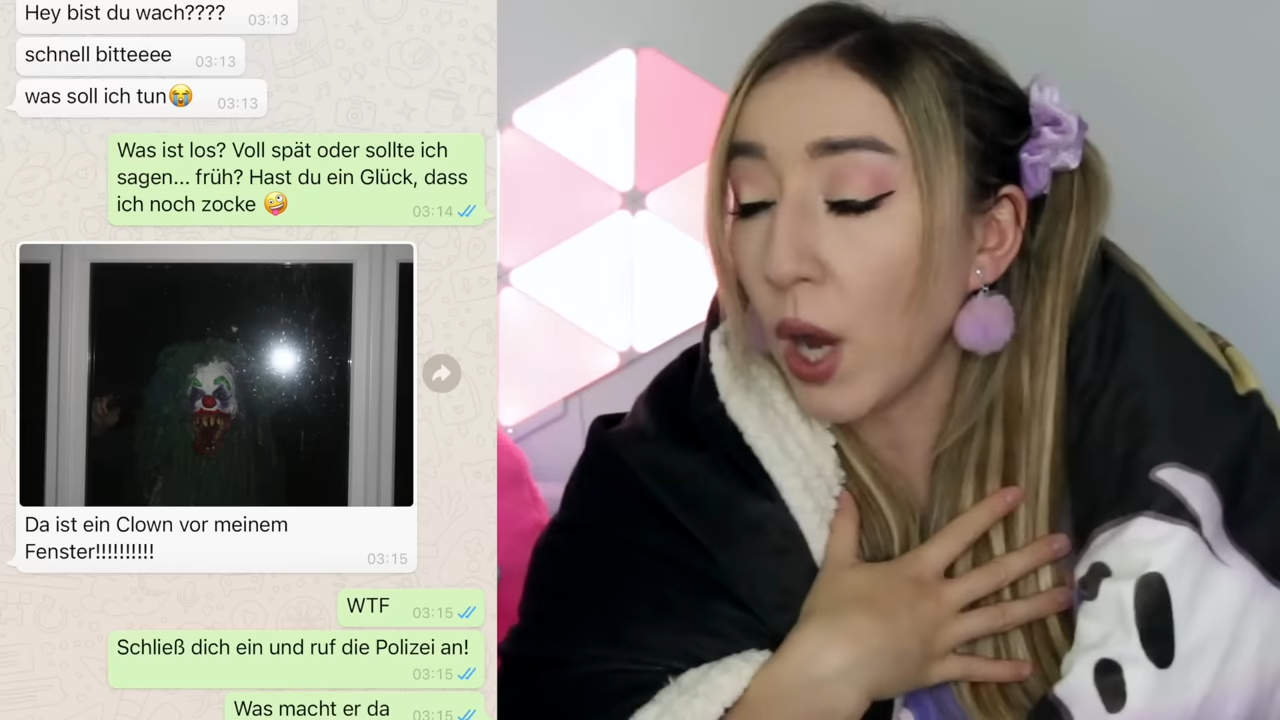 Hey bist du wach???? 03:13
schnell bitteeee 03:13
was soll ich tun😭 03:13
Was ist los? Voll spät oder sollte ich
sagen... früh? Hast du ein Glück, dass
ich noch zocke 🤪 03:14
Da ist ein Clown vor meinem
Fenster!!!!!!!!!! 03:15
WTF 03:15
Schließ dich ein und ruf die Polizei an!
03:15
Was macht er da 03:15